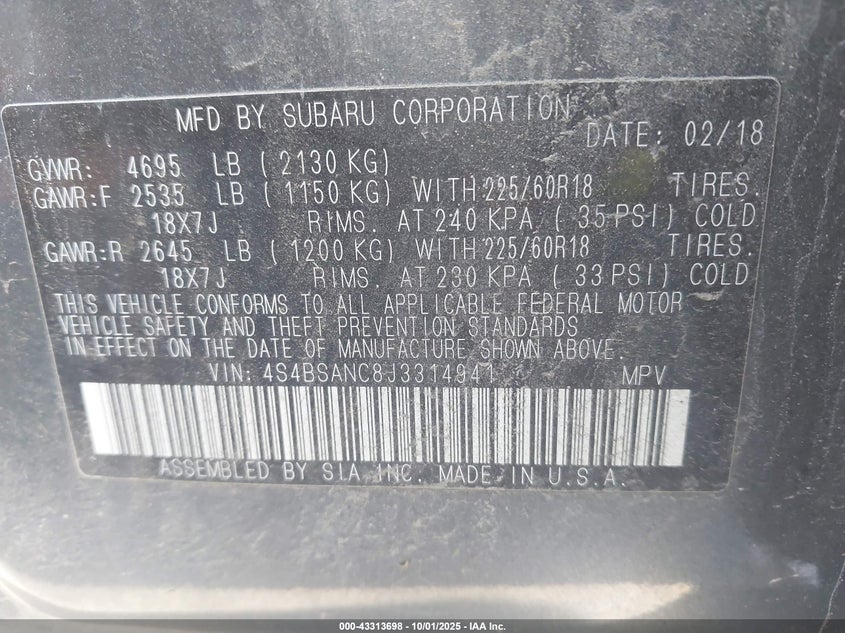 MFD BY SUBARU CORPORATION
DATE: 02/18
GVWR: 4695 LB ( 2130 KG)
GAWR:F 2535 LB ( 1150 KG) WITH 225/60R18 TIRES.
18X7J RIMS. AT 240 KPA ( 35 PSI) COLD
GAWR:R 2645 LB ( 1200 KG) WITH 225/60R18 TIRES.
18X7J RIMS. AT 230 KPA ( 33 PSI) COLD
THIS VEHICLE CONFORMS TO ALL APPLICABLE FEDERAL MOTOR
VEHICLE SAFETY AND THEFT PREVENTION STANDARDS
IN EFFECT ON THE DATE OF MANUFACTURE SHOWN ABOVE.
VIN: 4S4BSANC8J3314941 MPV
ASSEMBLED BY SIA, INC. MADE IN U.S.A.
000-43313698 - 10/01/2025 - IAA Inc.